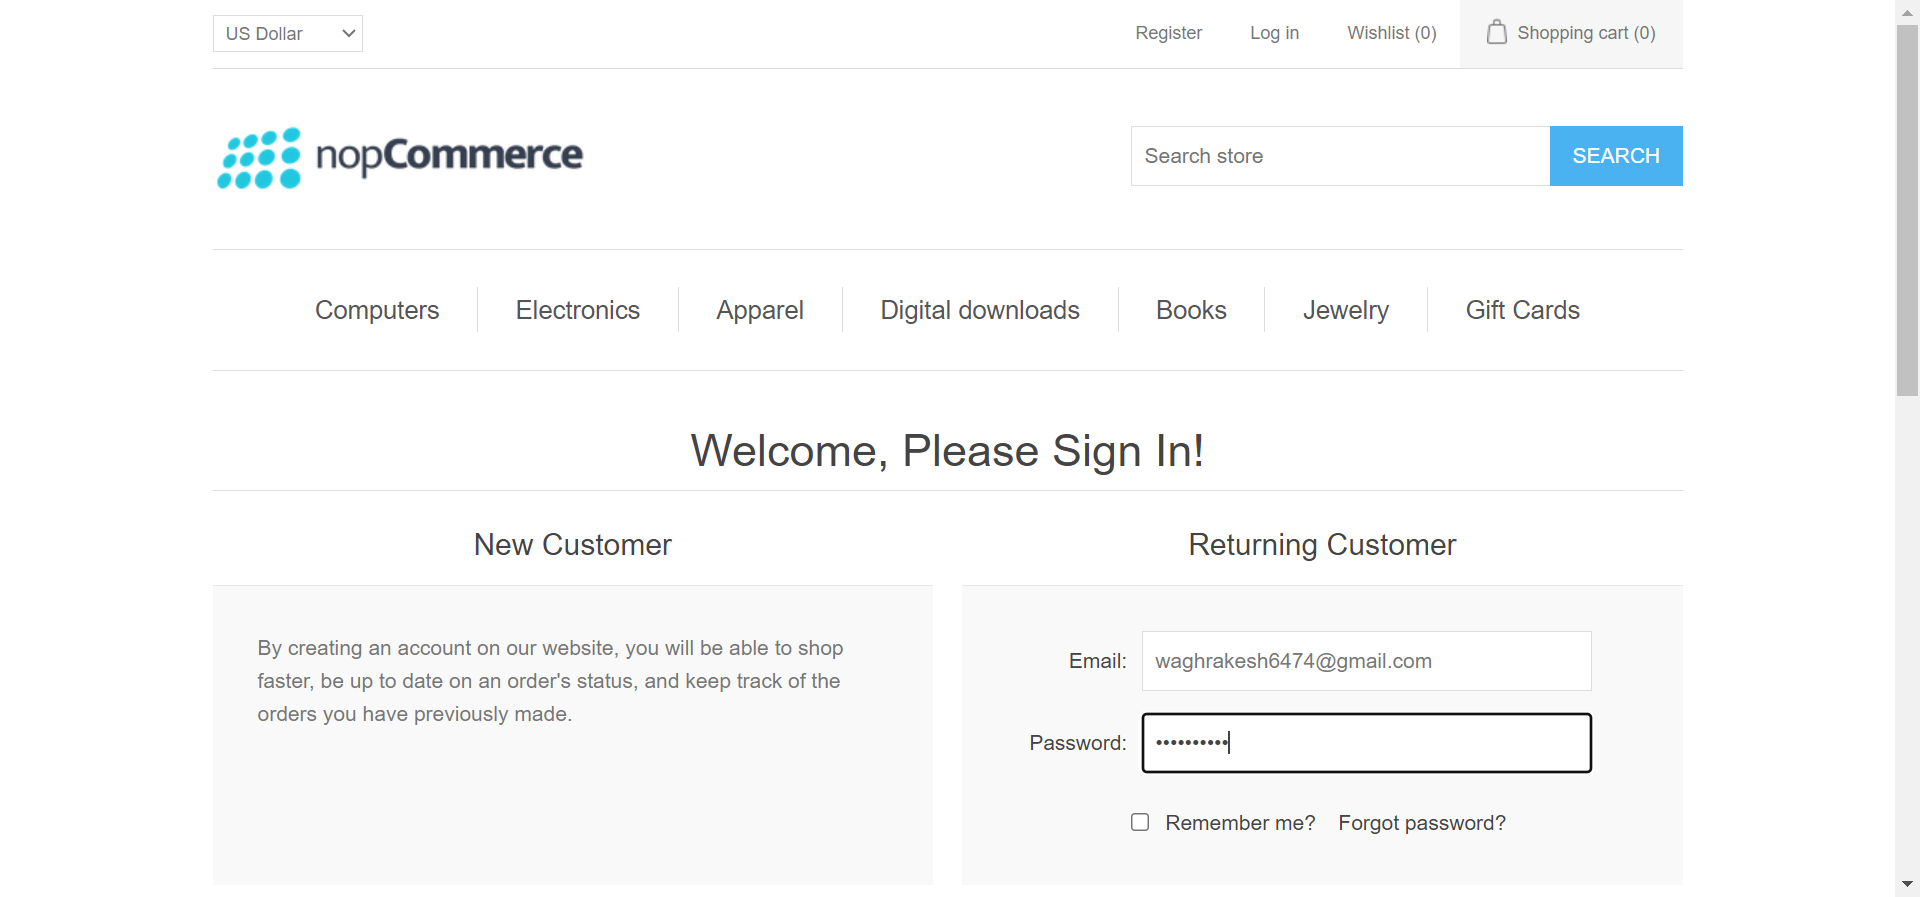 US Dollar
Register Log in Wishlist (0) Shopping cart (0)
nopCommerce
Search store SEARCH
Computers Electronics Apparel Digital downloads Books Jewelry Gift Cards
Welcome, Please Sign In!
New Customer
By creating an account on our website, you will be able to shop
faster, be up to date on an order's status, and keep track of the
orders you have previously made.
Returning Customer
Email: waghrakesh6474@gmail.com
Password: ••••••••••
Remember me? Forgot password?